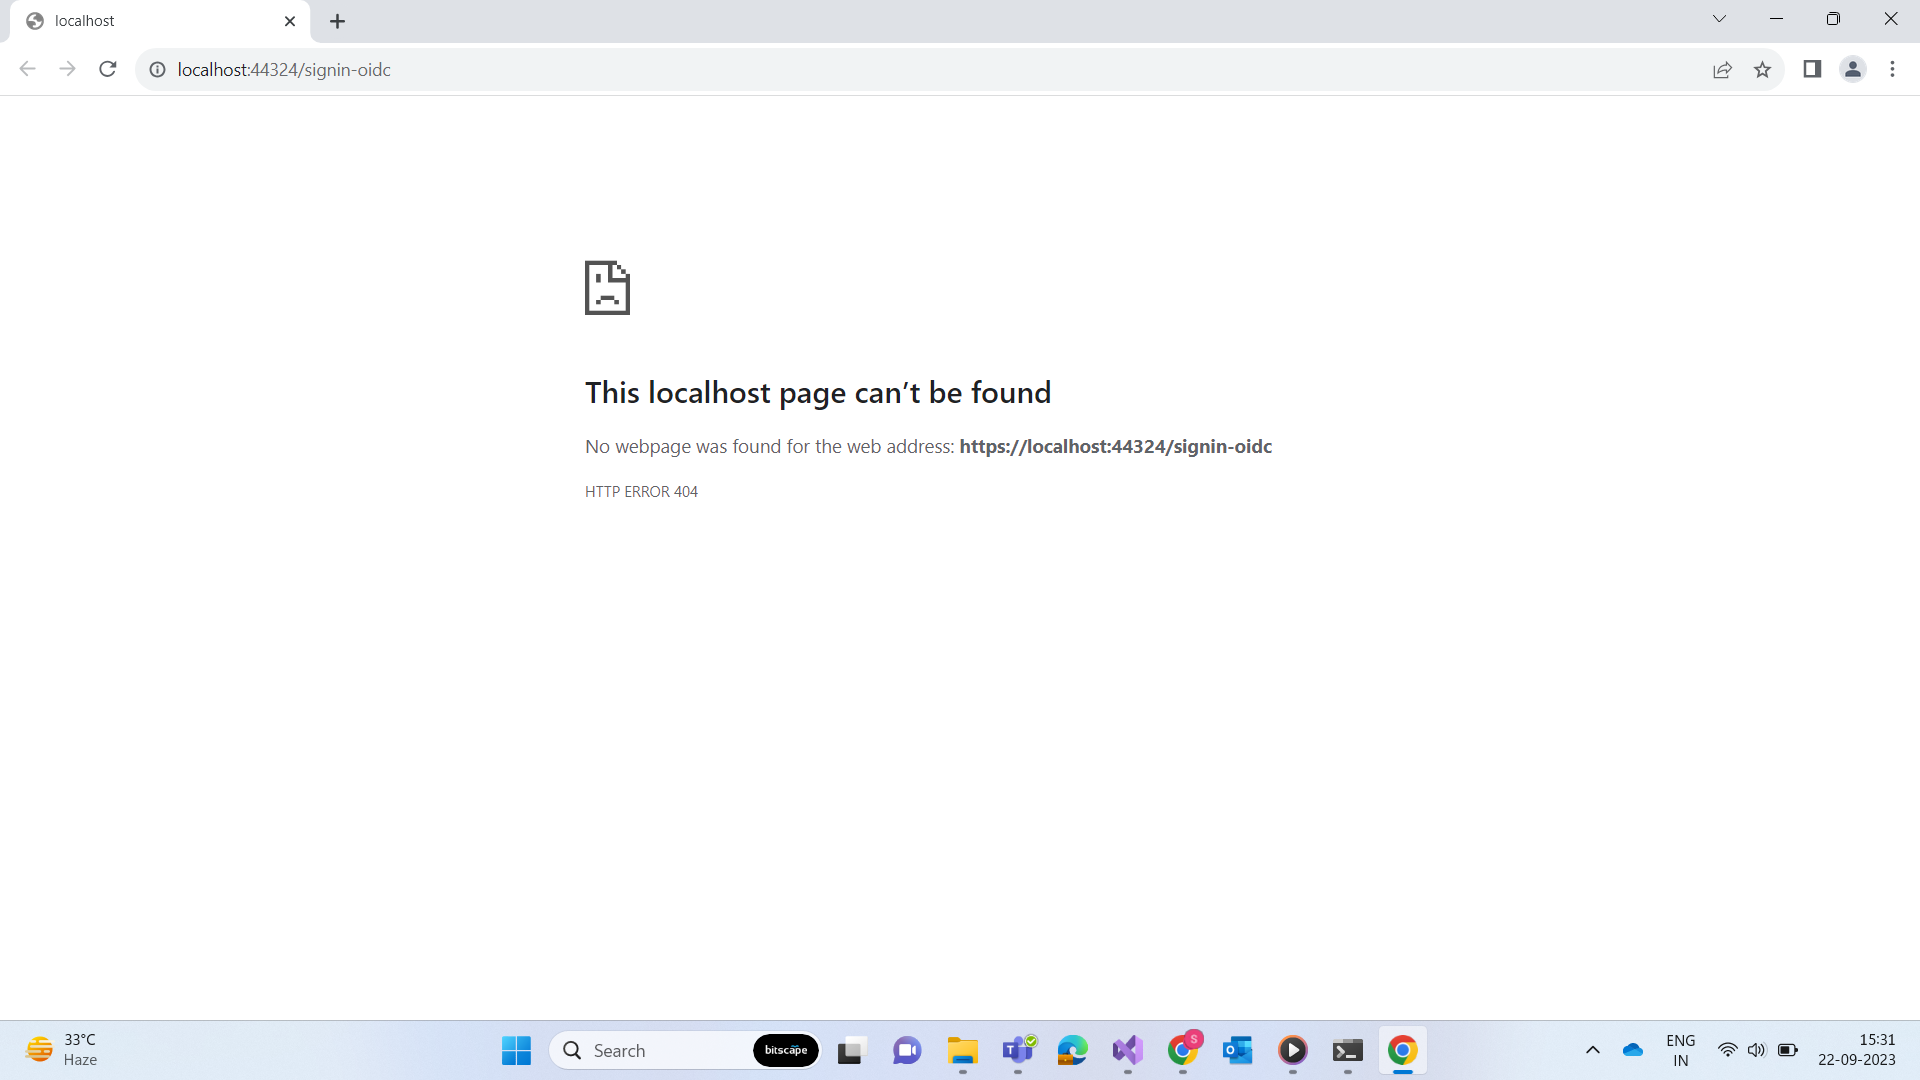 localhost
localhost:44324/signin-oidc
This localhost page can’t be found
No webpage was found for the web address: https://localhost:44324/signin-oidc
HTTP ERROR 404
33°C
Haze
Search
bitscape
T
S
O
ENG
IN
15:31
22-09-2023